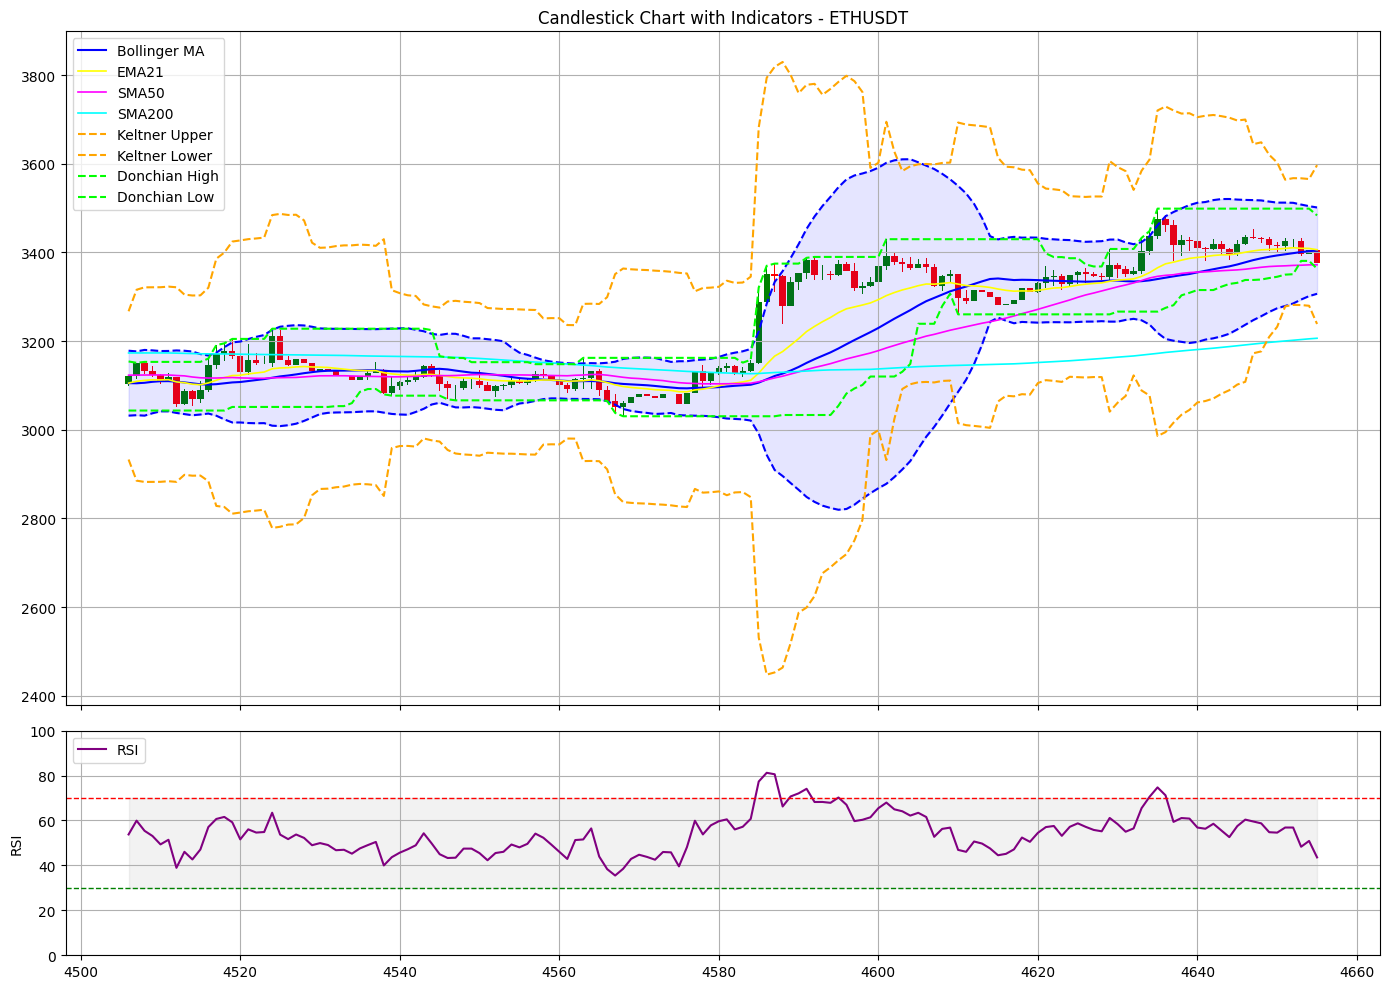 Candlestick Chart with Indicators - ETHUSDT
Bollinger MA
EMA21
SMA50
SMA200
Keltner Upper
Keltner Lower
Donchian High
Donchian Low
3800
3600
3400
3200
3000
2800
2600
2400
RSI
100
80
60
40
20
0
RSI
4500 4520 4540 4560 4580 4600 4620 4640 4660